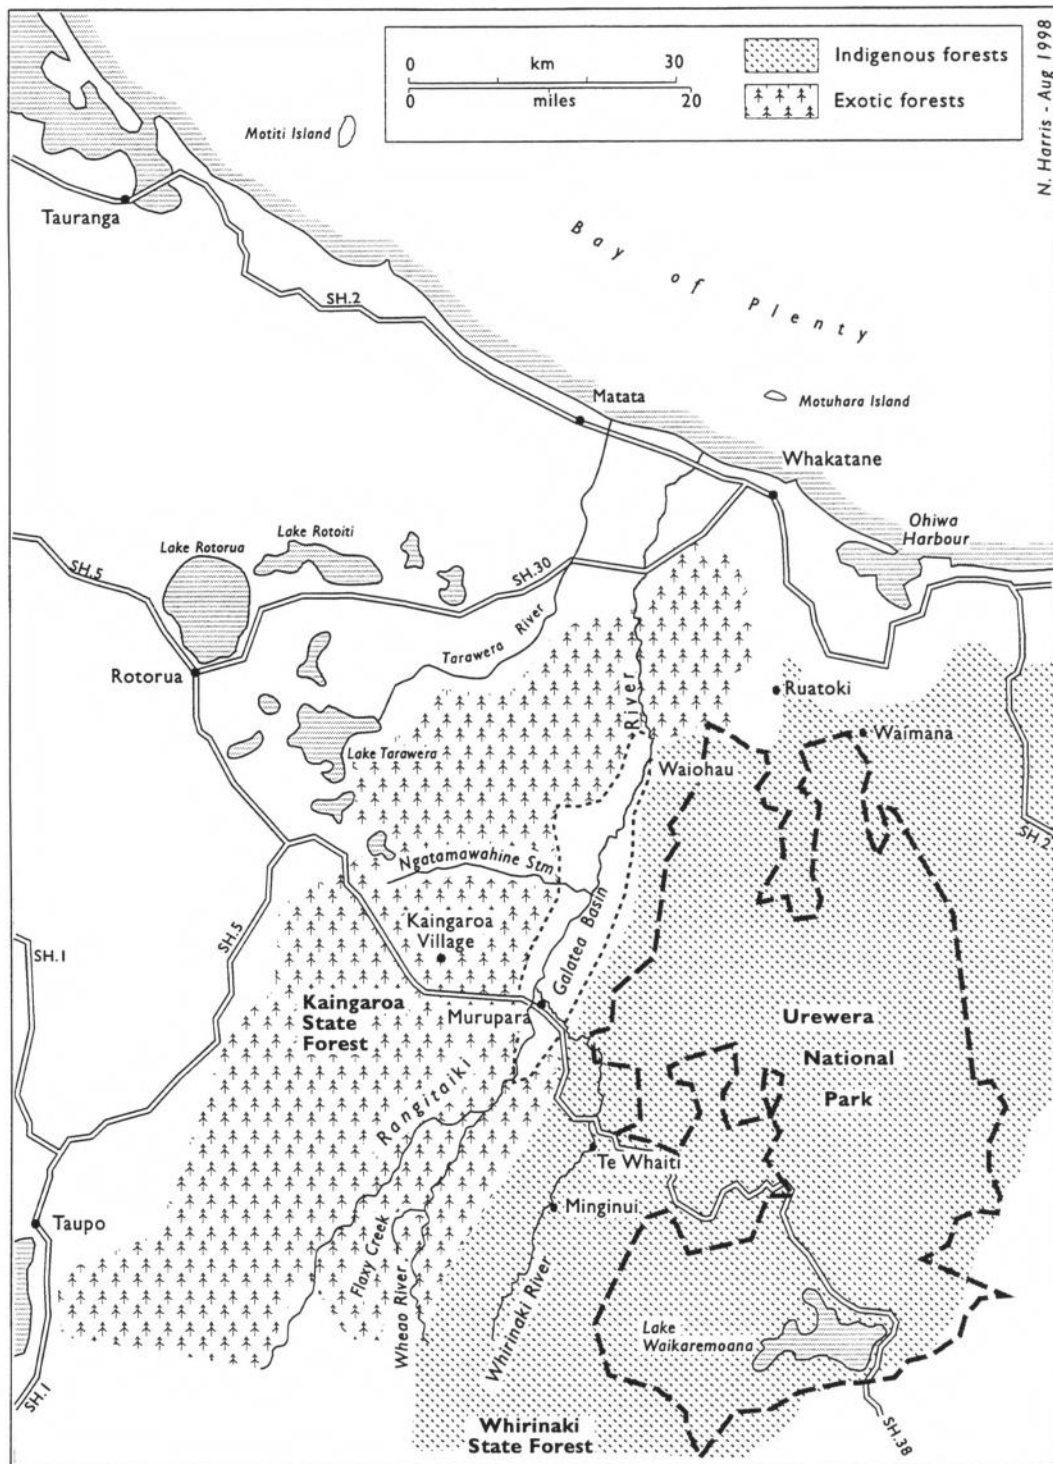 0 km 30
0 miles 20
Indigenous forests
Exotic forests
N. Harris - Aug 1998
Motiti Island
Tauranga
Bay of Plenty
SH.2
Matata
Motuhara Island
Whakatane
Ohiwa
Harbour
Lake Rotoiti
Lake Rotorua
SH.5
SH.30
Tarawera River
Rotorua
River
Ruatoki
Waimana
Lake Tarawera
Waiohau
SH.2
Ngatamawahine Stm
Kaingaroa
Village
Galatea Basin
SH.5
SH.1
Kaingaroa
State
Forest
Murupara
Urewera
National
Park
Rangitaiki
Te Whaiti
Minginui
Taupo
Flaxy Creek
Wheao River
Whirinaki River
Lake
Waikaremoana
SH.1
Whirinaki
State Forest
SH.38